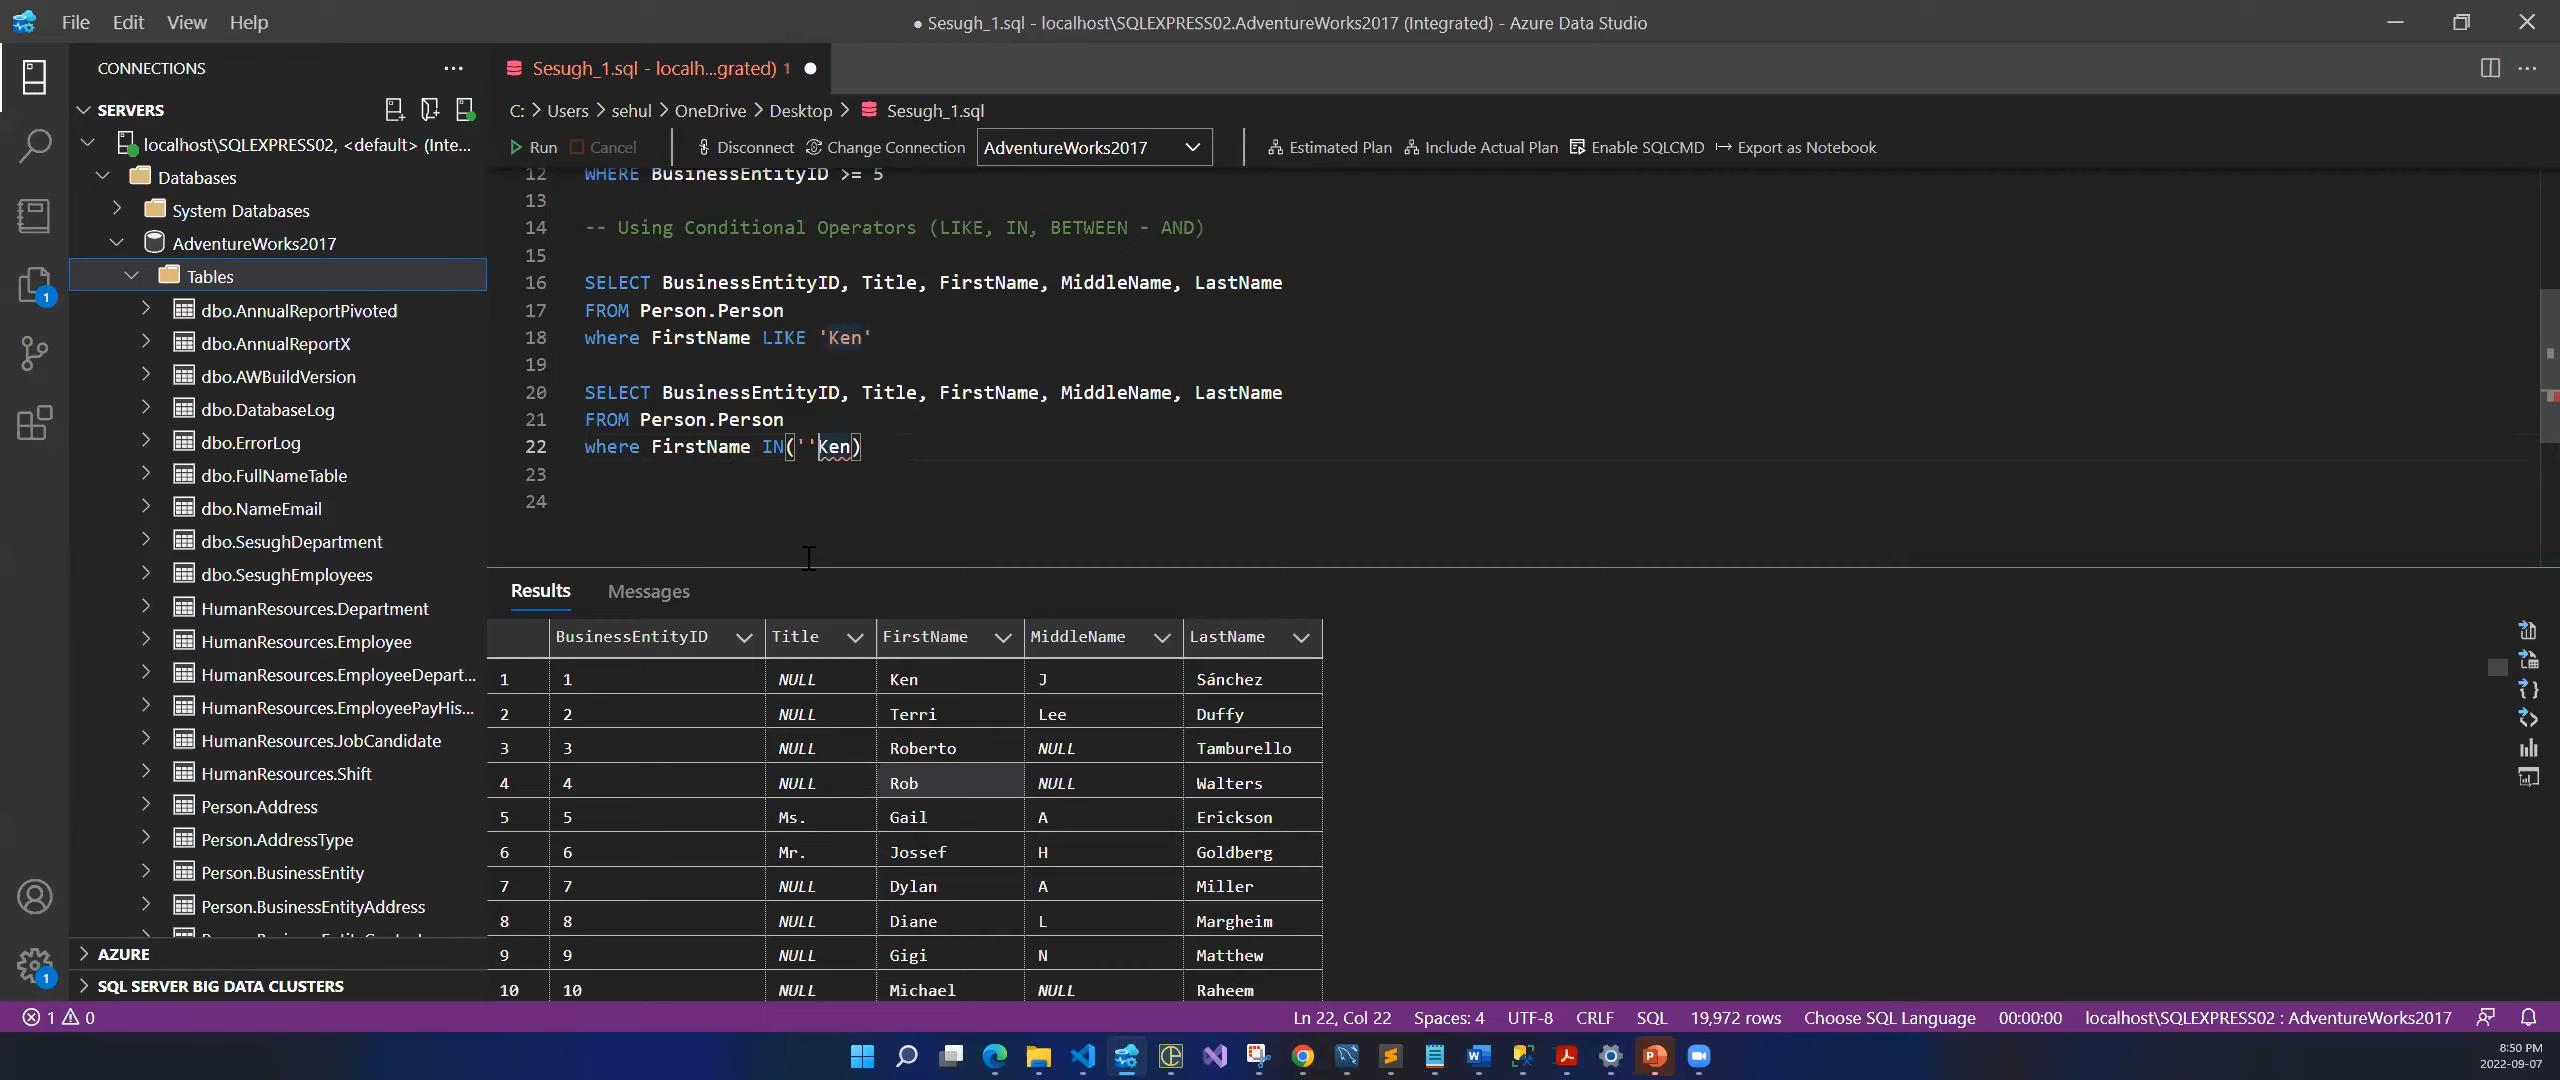 File Edit View Help
● Sesugh_1.sql - localhost\SQLEXPRESS02.AdventureWorks2017 (Integrated) - Azure Data Studio
CONNECTIONS
SERVERS
localhost\SQLEXPRESS02, <default> (Inte...
Databases
System Databases
AdventureWorks2017
Tables
dbo.AnnualReportPivoted
dbo.AnnualReportX
dbo.AWBuildVersion
dbo.DatabaseLog
dbo.ErrorLog
dbo.FullNameTable
dbo.NameEmail
dbo.SesughDepartment
dbo.SesughEmployees
HumanResources.Department
HumanResources.Employee
HumanResources.EmployeeDepart...
HumanResources.EmployeePayHis...
HumanResources.JobCandidate
HumanResources.Shift
Person.Address
Person.AddressType
Person.BusinessEntity
Person.BusinessEntityAddress
AZURE
SQL SERVER BIG DATA CLUSTERS
1
1
Sesugh_1.sql - localh...grated) 1
C: > Users > sehul > OneDrive > Desktop > Sesugh_1.sql
Run Cancel Disconnect Change Connection AdventureWorks2017 Estimated Plan Include Actual Plan Enable SQLCMD Export as Notebook
12 WHERE BusinessEntityID >= 5
13
14 -- Using Conditional Operators (LIKE, IN, BETWEEN - AND)
15
16 SELECT BusinessEntityID, Title, FirstName, MiddleName, LastName
17 FROM Person.Person
18 where FirstName LIKE 'Ken'
19
20 SELECT BusinessEntityID, Title, FirstName, MiddleName, LastName
21 FROM Person.Person
22 where FirstName IN(''Ken)
23
24
Results Messages
BusinessEntityID Title FirstName MiddleName LastName
1 1 NULL Ken J Sánchez
2 2 NULL Terri Lee Duffy
3 3 NULL Roberto NULL Tamburello
4 4 NULL Rob NULL Walters
5 5 Ms. Gail A Erickson
6 6 Mr. Jossef H Goldberg
7 7 NULL Dylan A Miller
8 8 NULL Diane L Margheim
9 9 NULL Gigi N Matthew
10 10 NULL Michael NULL Raheem
1 0 Ln 22, Col 22 Spaces: 4 UTF-8 CRLF SQL 19,972 rows Choose SQL Language 00:00:00 localhost\SQLEXPRESS02 : AdventureWorks2017
8:50 PM
2022-09-07